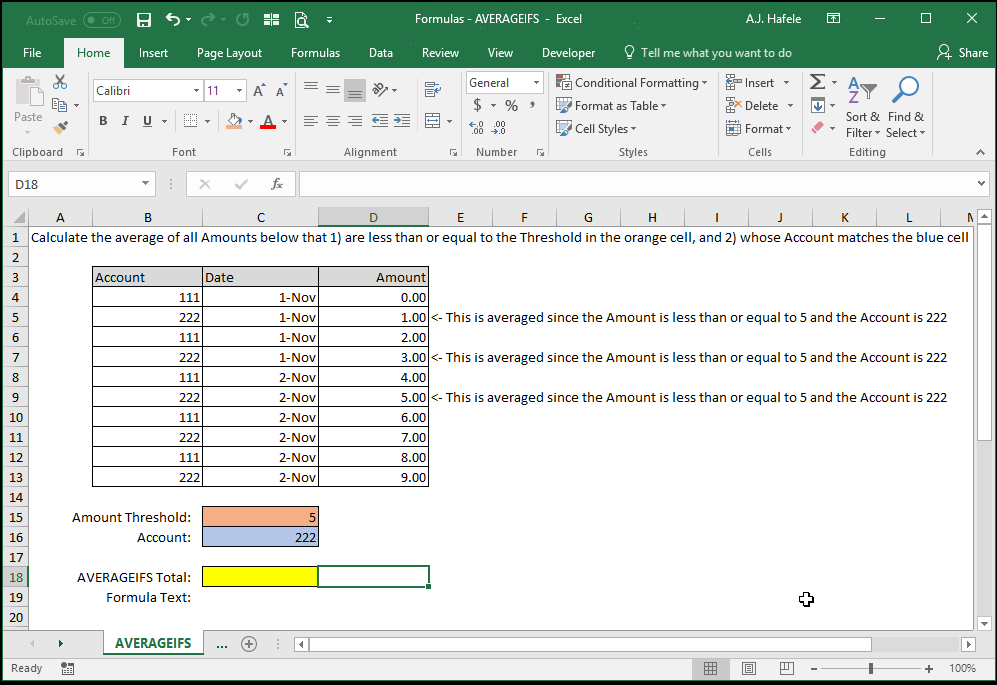 AutoSave Off Formulas - AVERAGEIFS - Excel A.J. Hafele
File Home Insert Page Layout Formulas Data Review View Developer Tell me what you want to do Share
Paste
Calibri 11 A A
B I U A
General
$ % ,
.00 .0
Conditional Formatting
Format as Table
Cell Styles
Insert
Delete
Format
Sort & Filter
Find & Select
Clipboard Font Alignment Number Styles Cells Editing
D18 fx
A B C D E F G H I J K L M
1 Calculate the average of all Amounts below that 1) are less than or equal to the Threshold in the orange cell, and 2) whose Account matches the blue cell
2
3 Account Date Amount
4 111 1-Nov 0.00
5 222 1-Nov 1.00 <- This is averaged since the Amount is less than or equal to 5 and the Account is 222
6 111 1-Nov 2.00
7 222 1-Nov 3.00 <- This is averaged since the Amount is less than or equal to 5 and the Account is 222
8 111 2-Nov 4.00
9 222 2-Nov 5.00 <- This is averaged since the Amount is less than or equal to 5 and the Account is 222
10 111 2-Nov 6.00
11 222 2-Nov 7.00
12 111 2-Nov 8.00
13 222 2-Nov 9.00
14
15 Amount Threshold: 5
16 Account: 222
17
18 AVERAGEIFS Total:
19 Formula Text:
20
AVERAGEIFS ...
Ready 100%